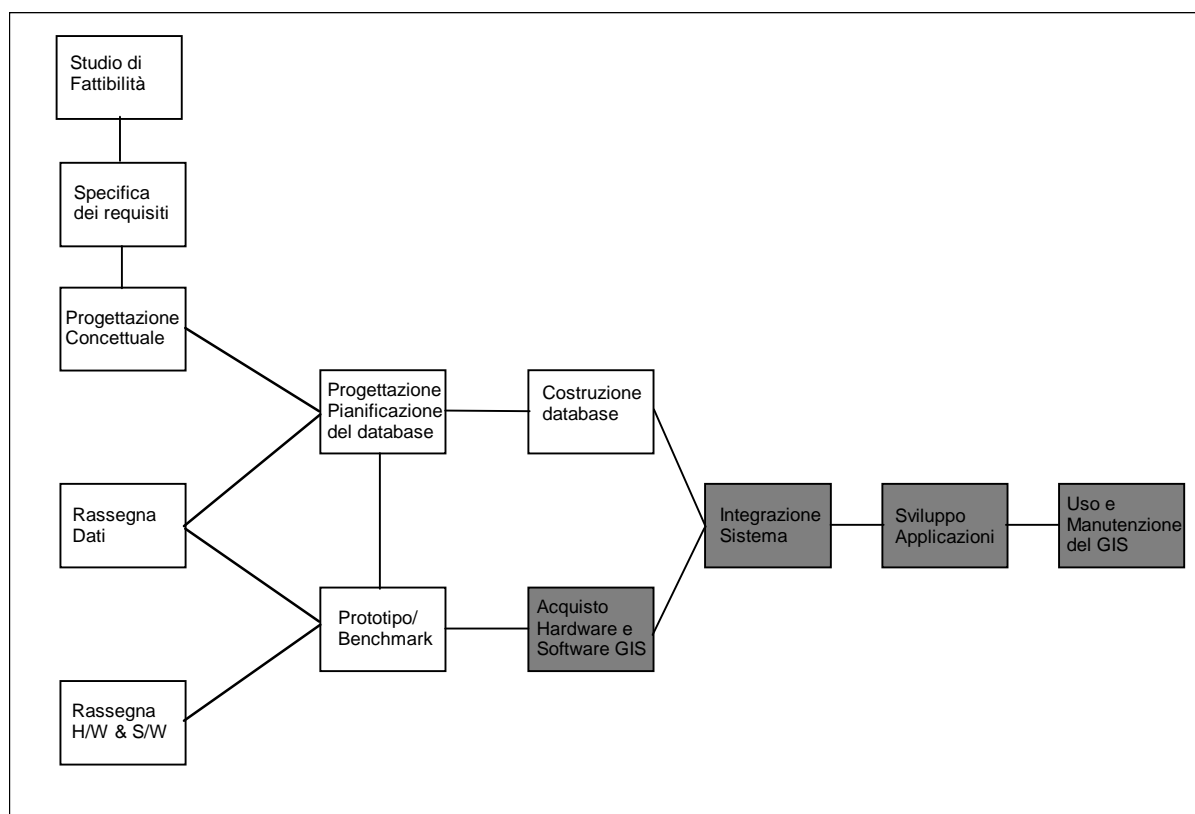 Studio di
Fattibilità
Specifica
dei requisiti
Progettazione
Concettuale
Progettazione
Pianificazione
del database
Costruzione
database
Rassegna
Dati
Integrazione
Sistema
Sviluppo
Applicazioni
Uso e
Manutenzione
del GIS
Prototipo/
Benchmark
Acquisto
Hardware e
Software GIS
Rassegna
H/W & S/W